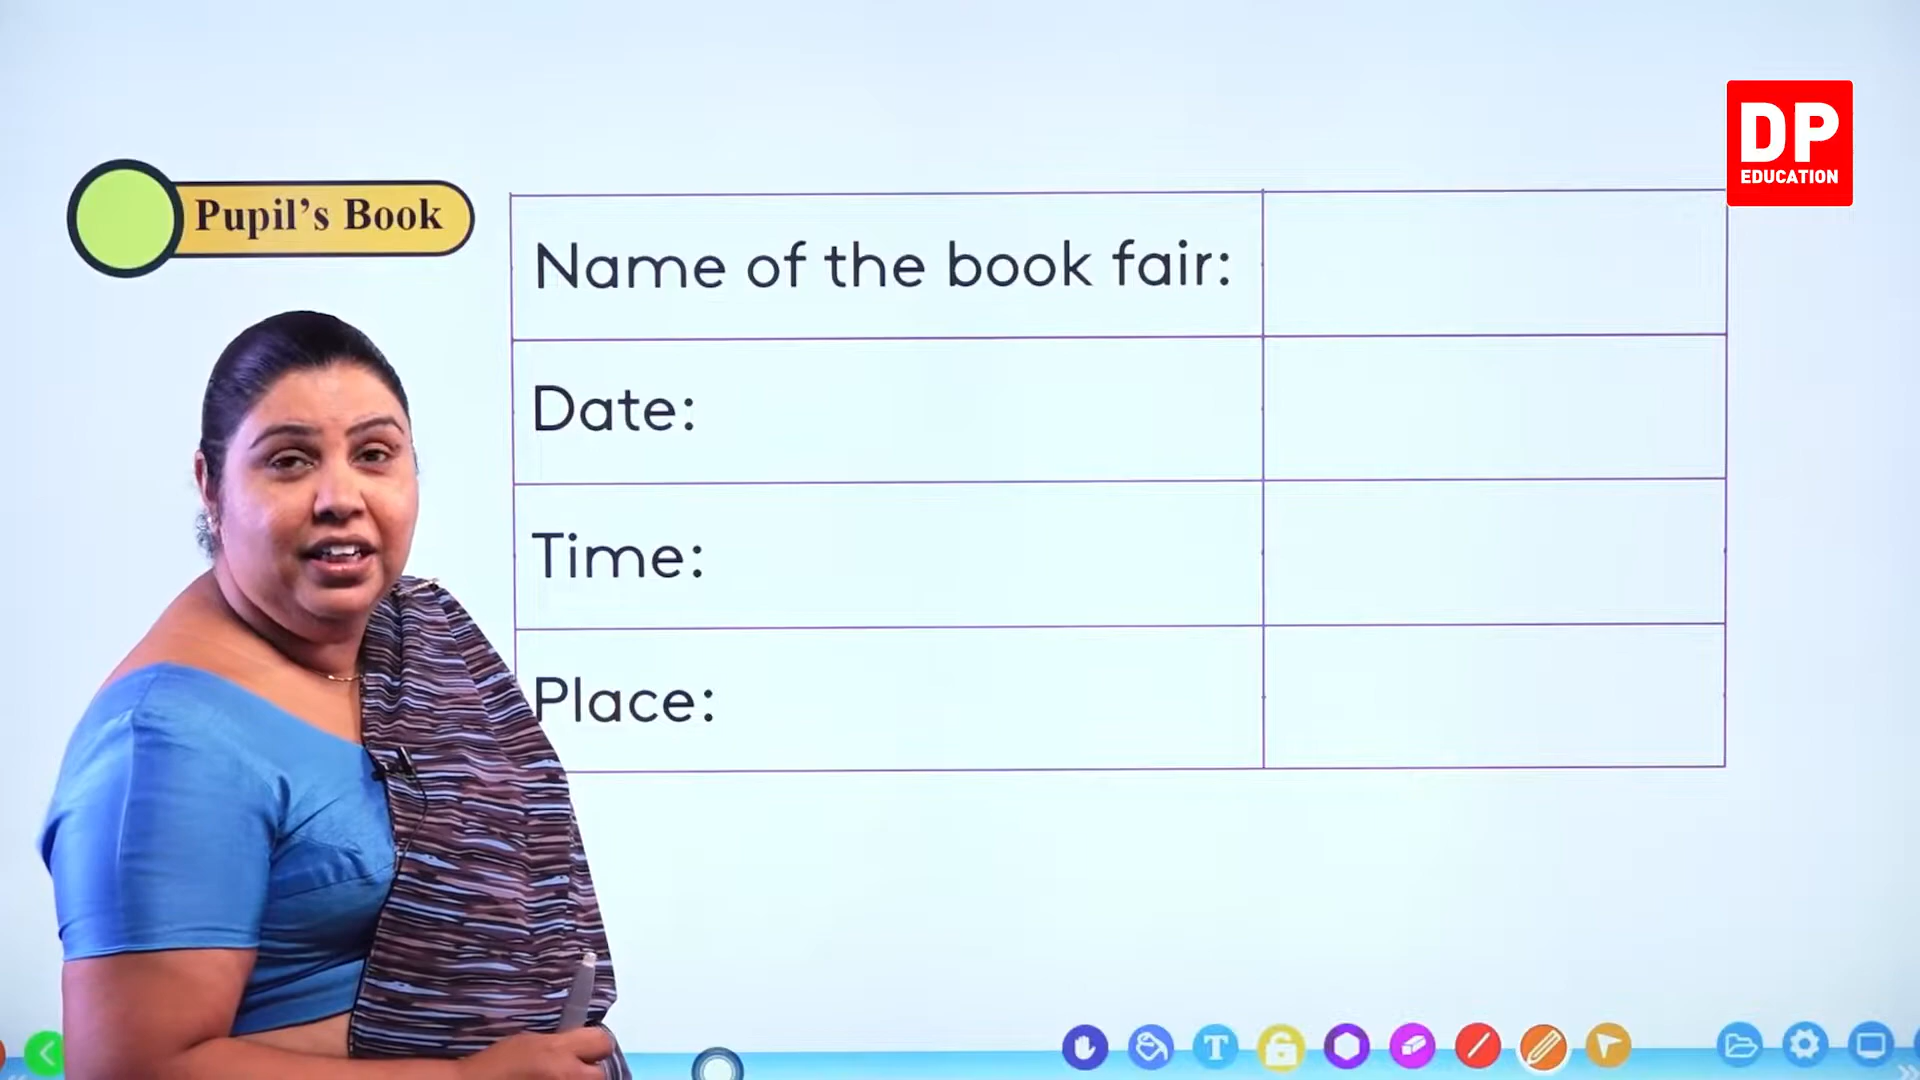 DP
EDUCATION
Pupil's Book
Name of the book fair:
Date:
Time:
Place:
T